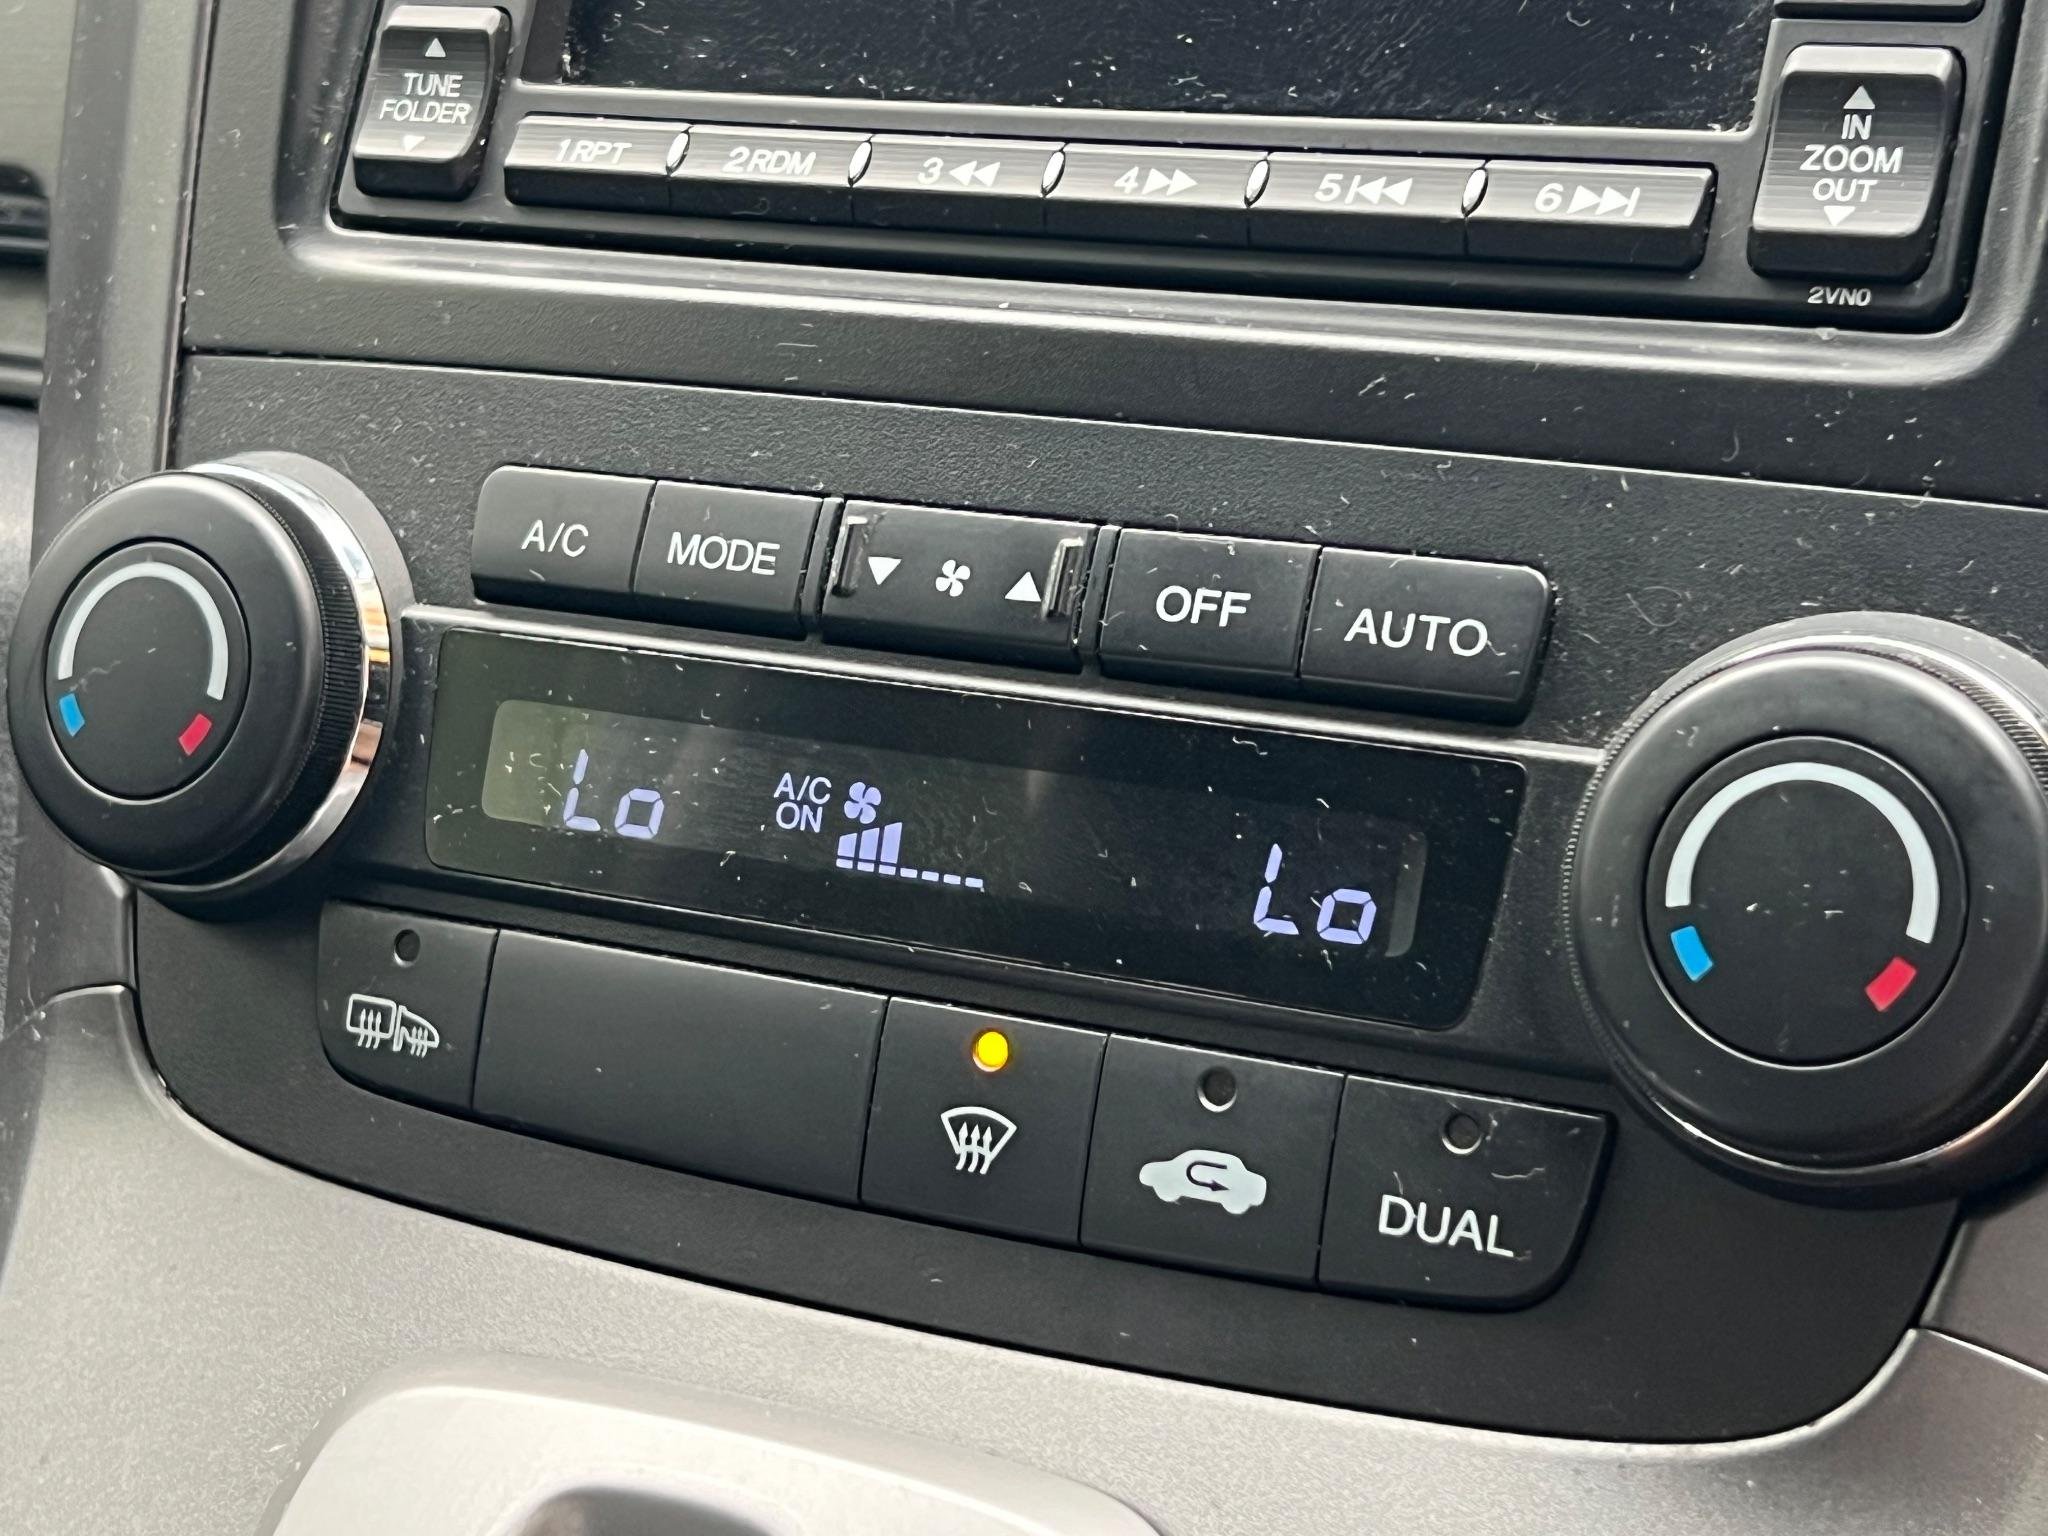 TUNE
FOLDER
1RPT 2RDM 3 4 5 6
IN
ZOOM
OUT
2VN0
A/C MODE OFF AUTO
Lo A/C
ON Lo
DUAL